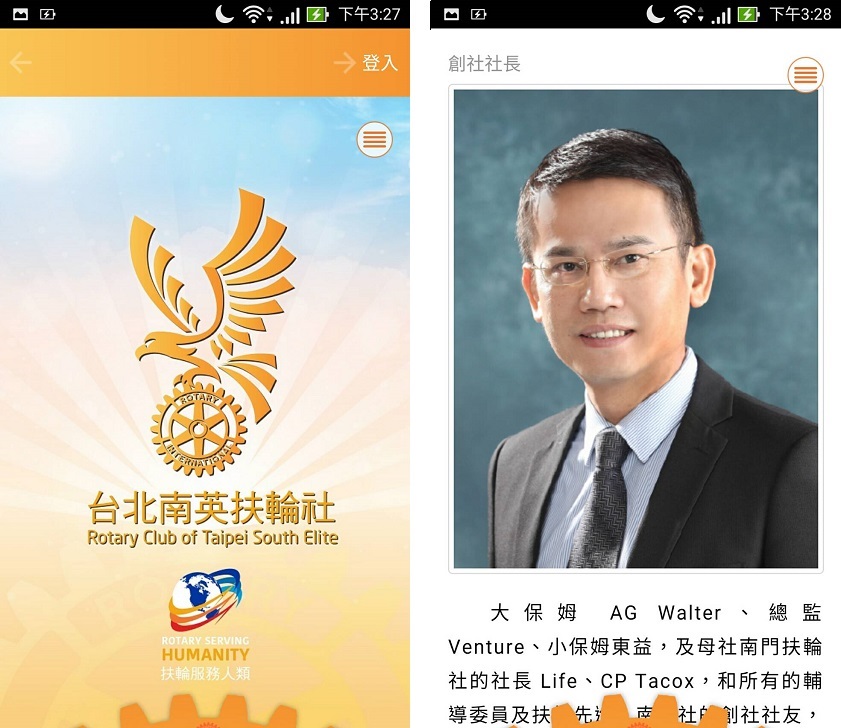 下午3:27
登入
ROTARY
INTERNATIONAL
台北南英扶輪社
Rotary Club of Taipei South Elite
ROTARY SERVING
HUMANITY
扶輪服務人類
下午3:28
創社社長
大保姆 AG Walter、總監
Venture、小保姆東益，及母社南門扶輪
社的社長 Life、CP Tacox，和所有的輔
導委員及扶
先
南
社
創社社友，